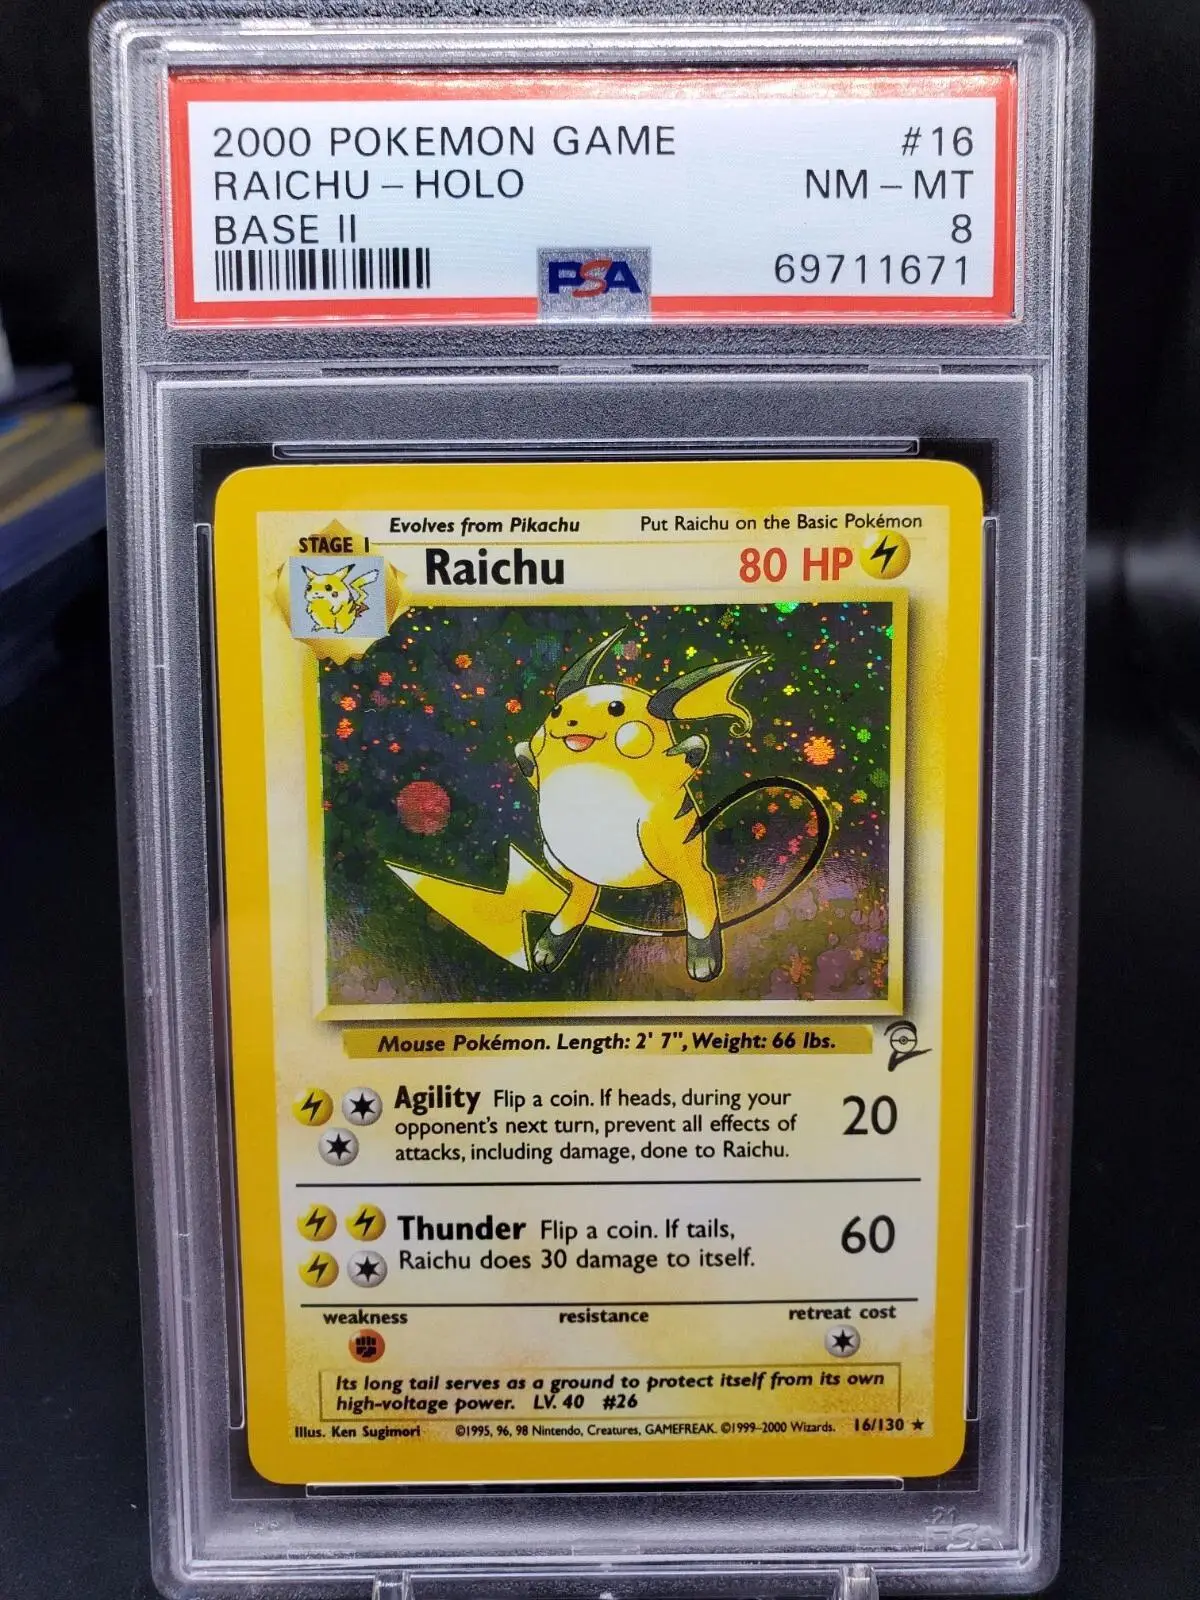 2000 POKEMON GAME #16
RAICHU - HOLO NM - MT
BASE II 8
PSA 69711671
Evolves from Pikachu Put Raichu on the Basic Pokémon
STAGE 1
Raichu 80 HP
Mouse Pokémon. Length: 2' 7", Weight: 66 lbs.
Agility Flip a coin. If heads, during your
opponent's next turn, prevent all effects of
attacks, including damage, done to Raichu.
20
Thunder Flip a coin. If tails,
Raichu does 30 damage to itself.
60
weakness resistance retreat cost
Its long tail serves as a ground to protect itself from its own
high-voltage power. LV. 40 #26
Illus. Ken Sugimori ©1995, 96, 98 Nintendo, Creatures, GAMEFREAK. ©1999-2000 Wizards. 16/130 ★
21
PSA